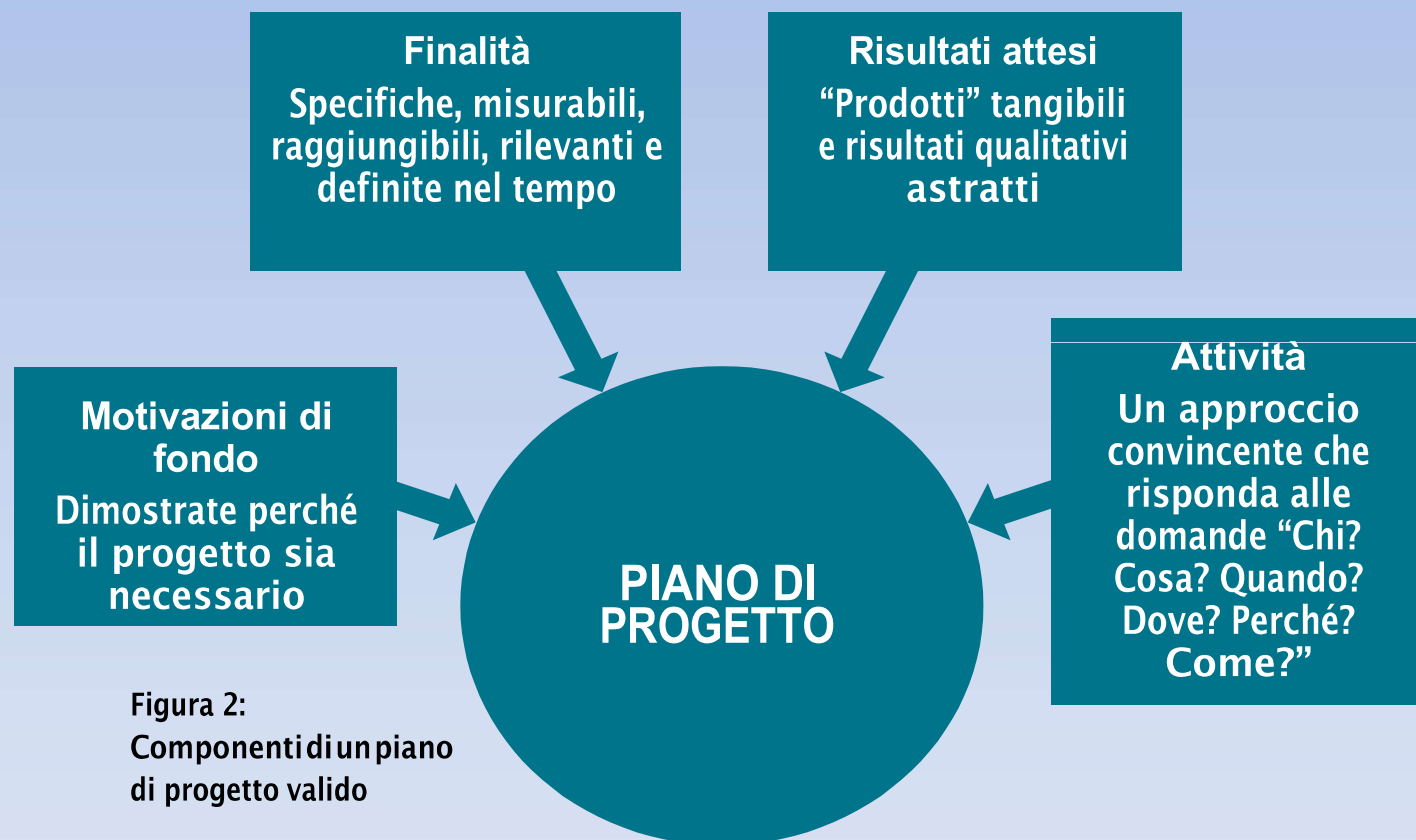 Finalità
Specifiche, misurabili,
raggiungibili, rilevanti e
definite nel tempo
Risultati attesi
“Prodotti” tangibili
e risultati qualitativi
astratti
Motivazioni di
fondo
Dimostrate perché
il progetto sia
necessario
Attività
Un approccio
convincente che
risponda alle
domande “Chi?
Cosa? Quando?
Dove? Perché?
Come?”
PIANO DI
PROGETTO
Figura 2:
Componenti di un piano
di progetto valido